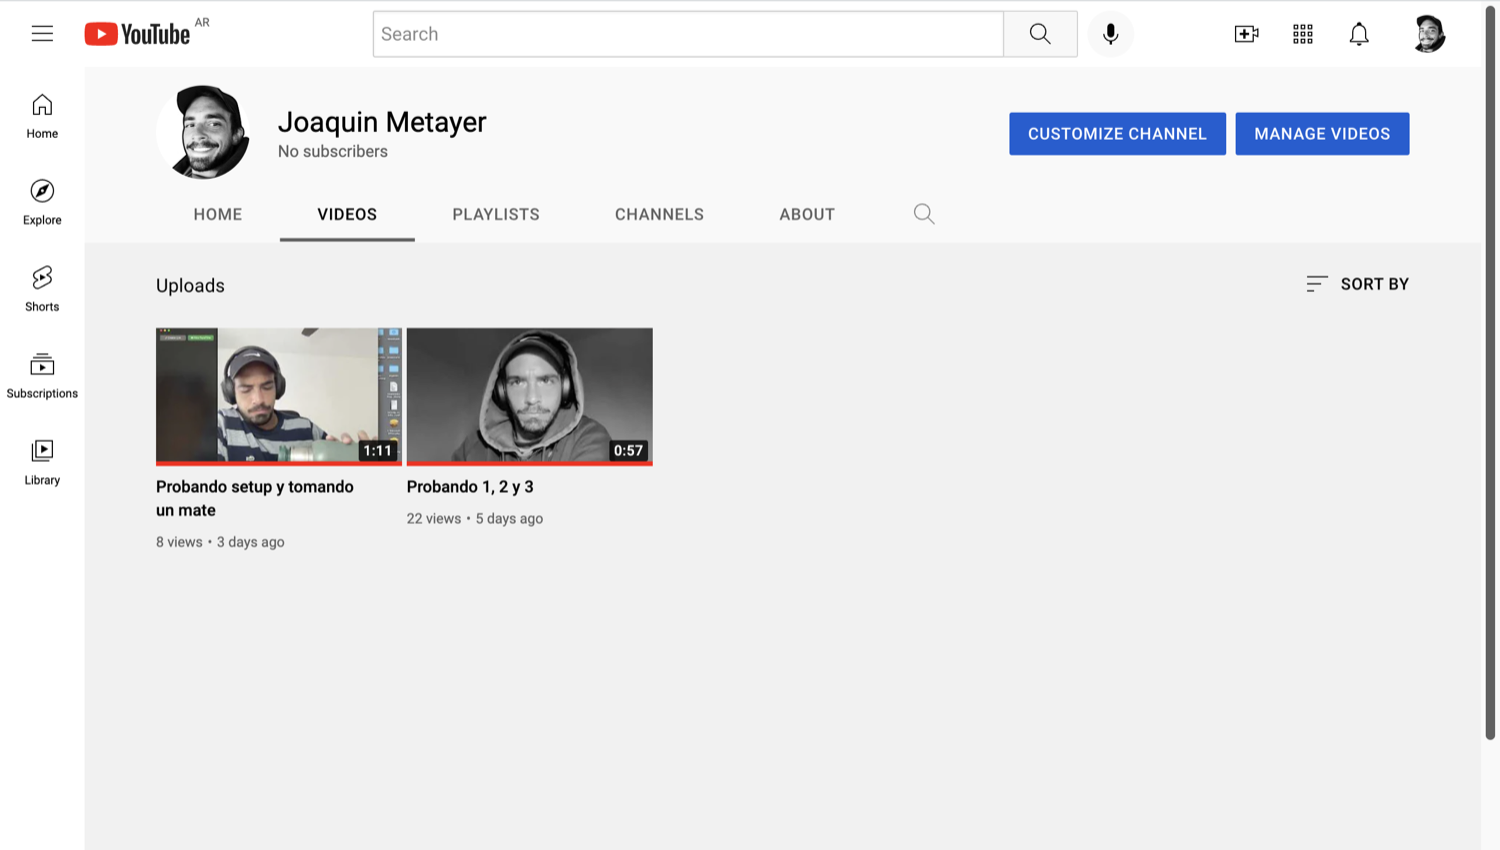 YouTube AR
Search
Home
Explore
Shorts
Subscriptions
Library
Joaquin Metayer
No subscribers
CUSTOMIZE CHANNEL
MANAGE VIDEOS
HOME VIDEOS PLAYLISTS CHANNELS ABOUT
Uploads
SORT BY
1:11
Probando setup y tomando
un mate
8 views • 3 days ago
0:57
Probando 1, 2 y 3
22 views • 5 days ago